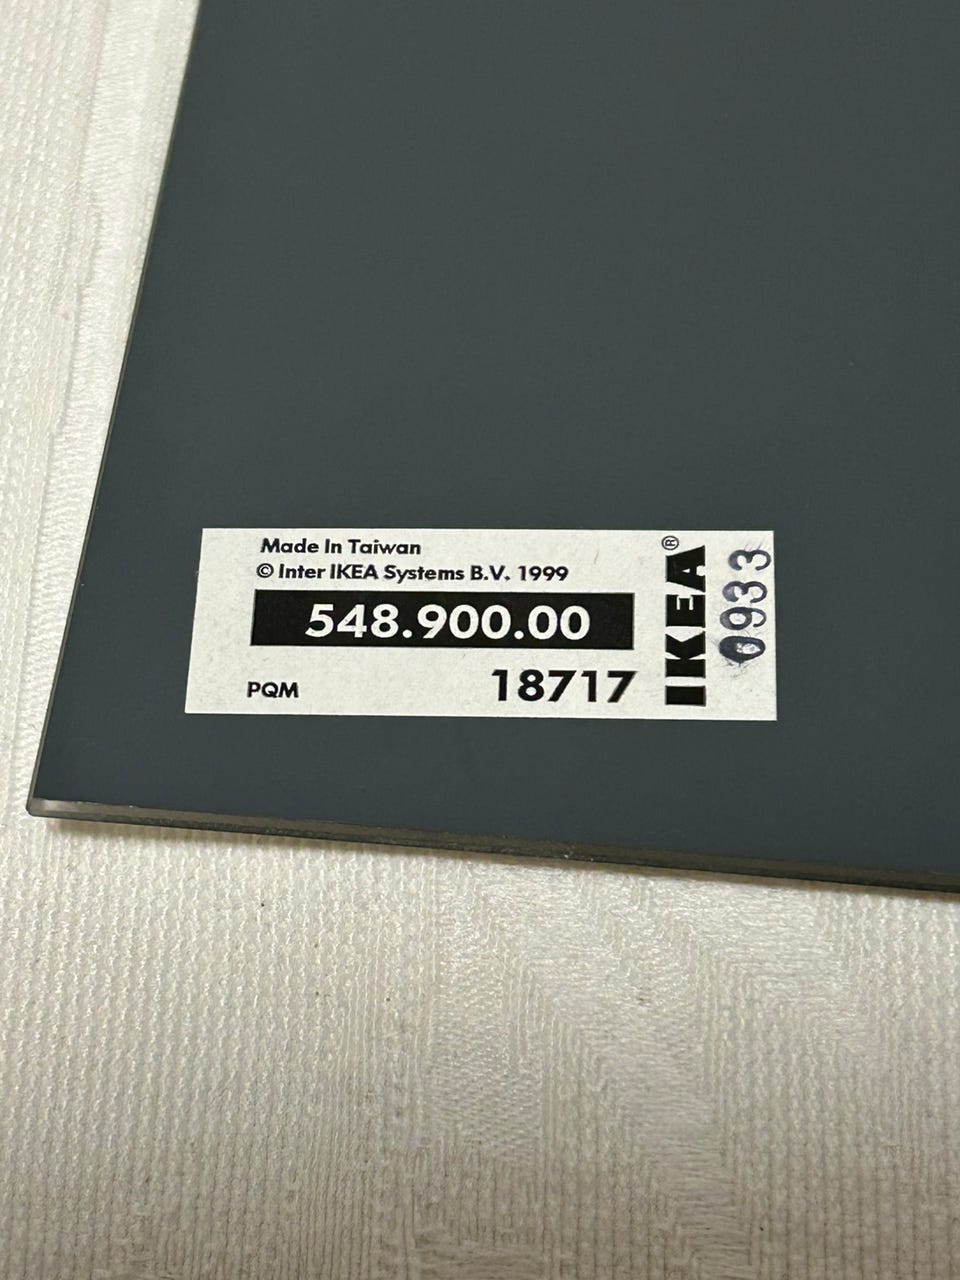 Made In Taiwan
© Inter IKEA Systems B.V. 1999
548.900.00
PQM 18717
IKEA®
0933